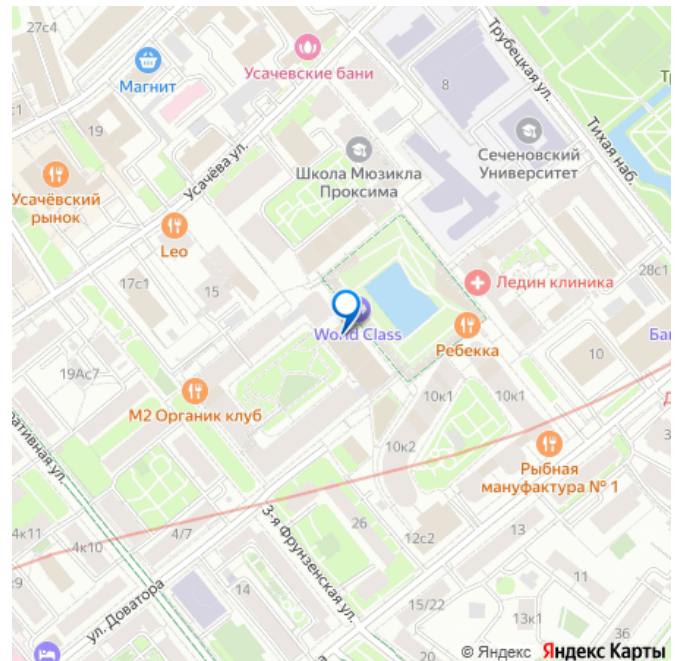 27с4
Магнит
Усачевские бани
Трубецкая ул.
8
с1
19
Тихая наб.
Усачёва ул.
Школа Мюзикла
Проксима
Сеченовский
Университет
Усачёвский
рынок
Leo
17с1
15
Ледин клиника
28с1
World Class
Ребекка
Ба
10
19Ас7
М2 Органик клуб
10к1
10к1
10к2
Рыбная
мануфактура № 1
3-я Фрунзенская ул.
4к11
4к10
4/7
26
12с2
13
ул. Доватора
14
11
15/22
13к1
© Яндекс Яндекс Карты